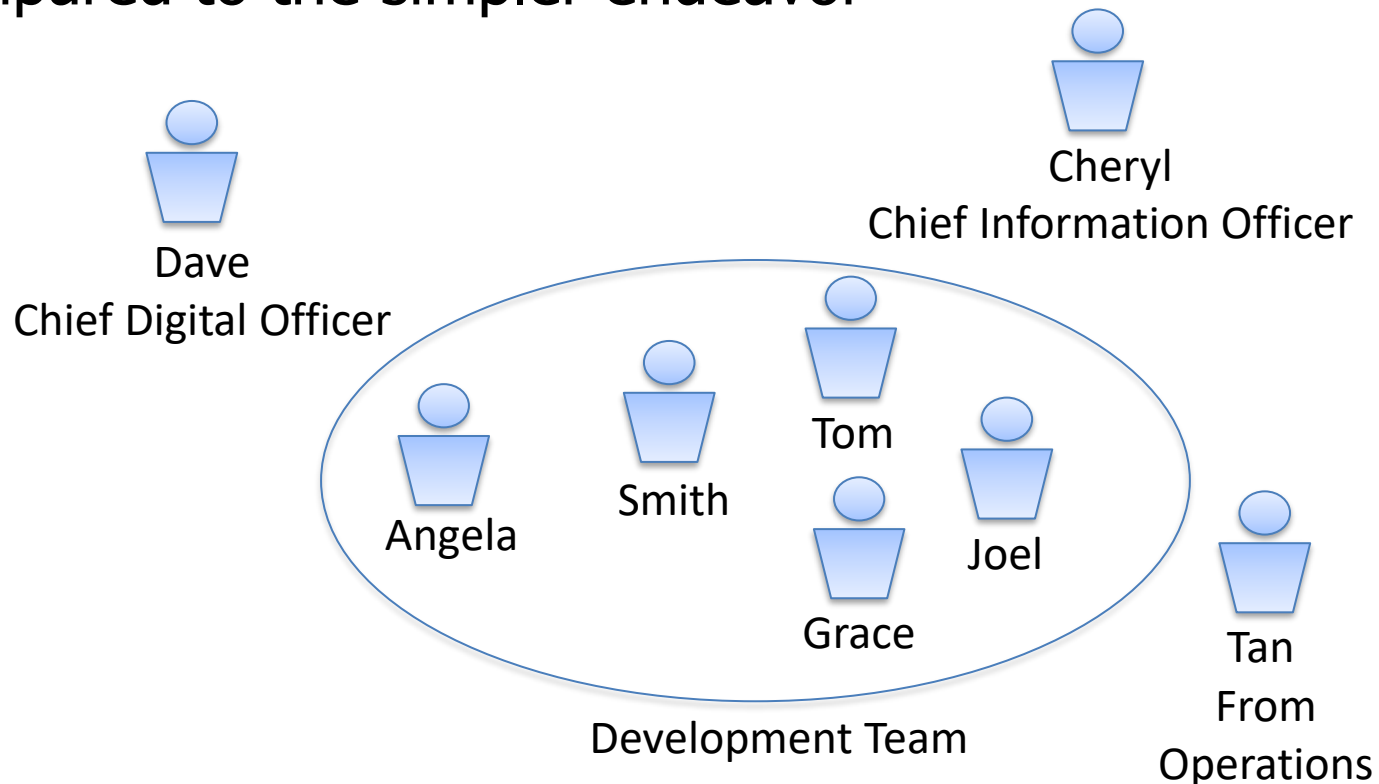 Cheryl
Chief Information Officer
Dave
Chief Digital Officer
Tom
Smith
Angela
Joel
Grace
Tan
From
Operations
Development Team